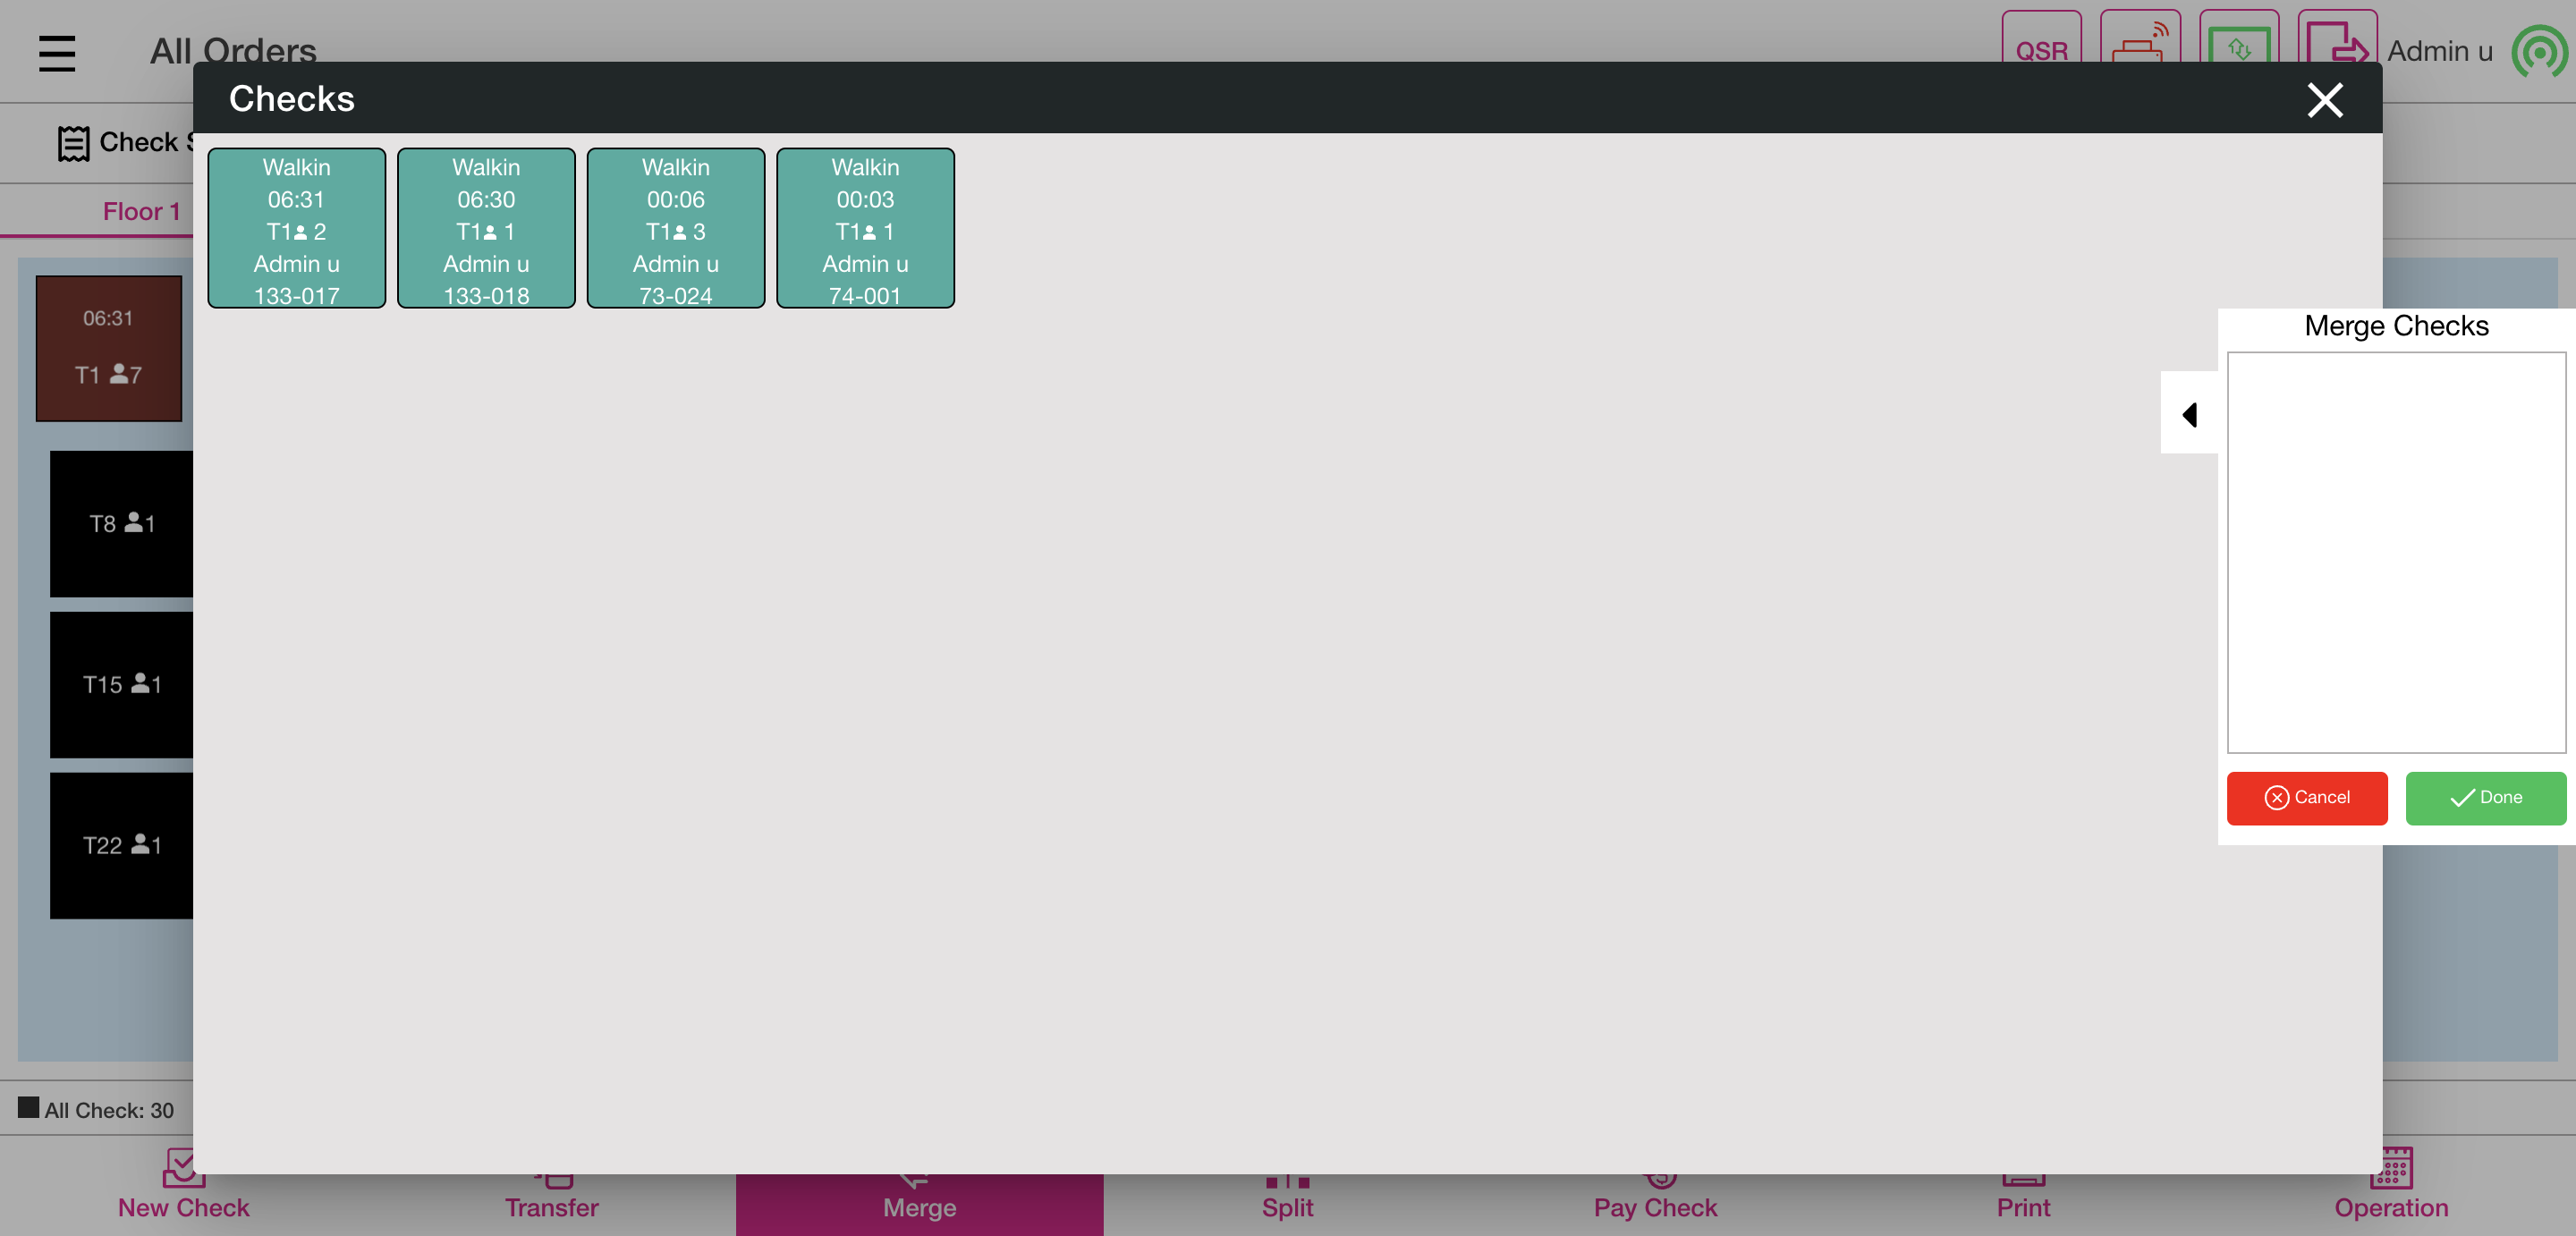 All Orders
QSR
Admin u
Checks
Check
Floor 1
Walkin
06:31
T1 2
Admin u
133-017
Walkin
06:30
T1 1
Admin u
133-018
Walkin
00:06
T1 3
Admin u
73-024
Walkin
00:03
T1 1
Admin u
74-001
06:31
T1 7
T8 1
T15 1
T22 1
Merge Checks
Cancel
Done
All Check: 30
New Check
Transfer
Merge
Split
Pay Check
Print
Operation